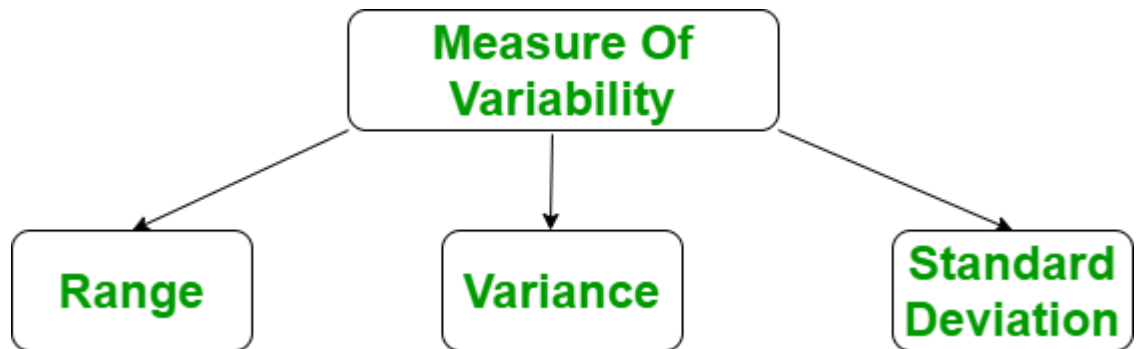 Measure Of
Variability
Range
Variance
Standard
Deviation